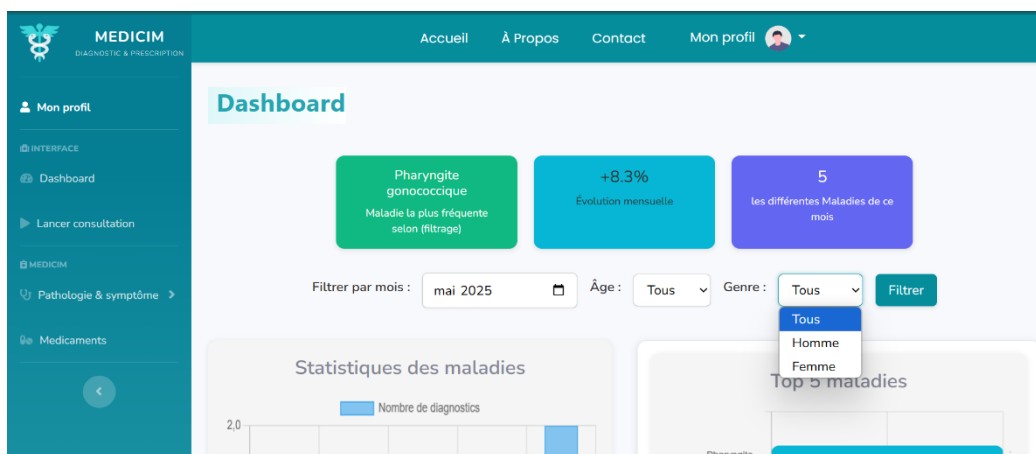 MEDICIM
DIAGNOSTIC & PRESCRIPTION
Accueil
À Propos
Contact
Mon profil
Mon profil
INTERFACE
Dashboard
Lancer consultation
MEDICIM
Pathologie & symptôme
Medicaments
Dashboard
Pharyngite
gonococcique
Maladie la plus fréquente
selon (filtrage)
+8.3%
Évolution mensuelle
5
les différentes Maladies de ce
mois
Filtrer par mois :
mai 2025
Âge :
Tous
Genre :
Tous
Filtrer
Tous
Homme
Femme
Statistiques des maladies
Nombre de diagnostics
2,0
Top 5 maladies
Pharyngite